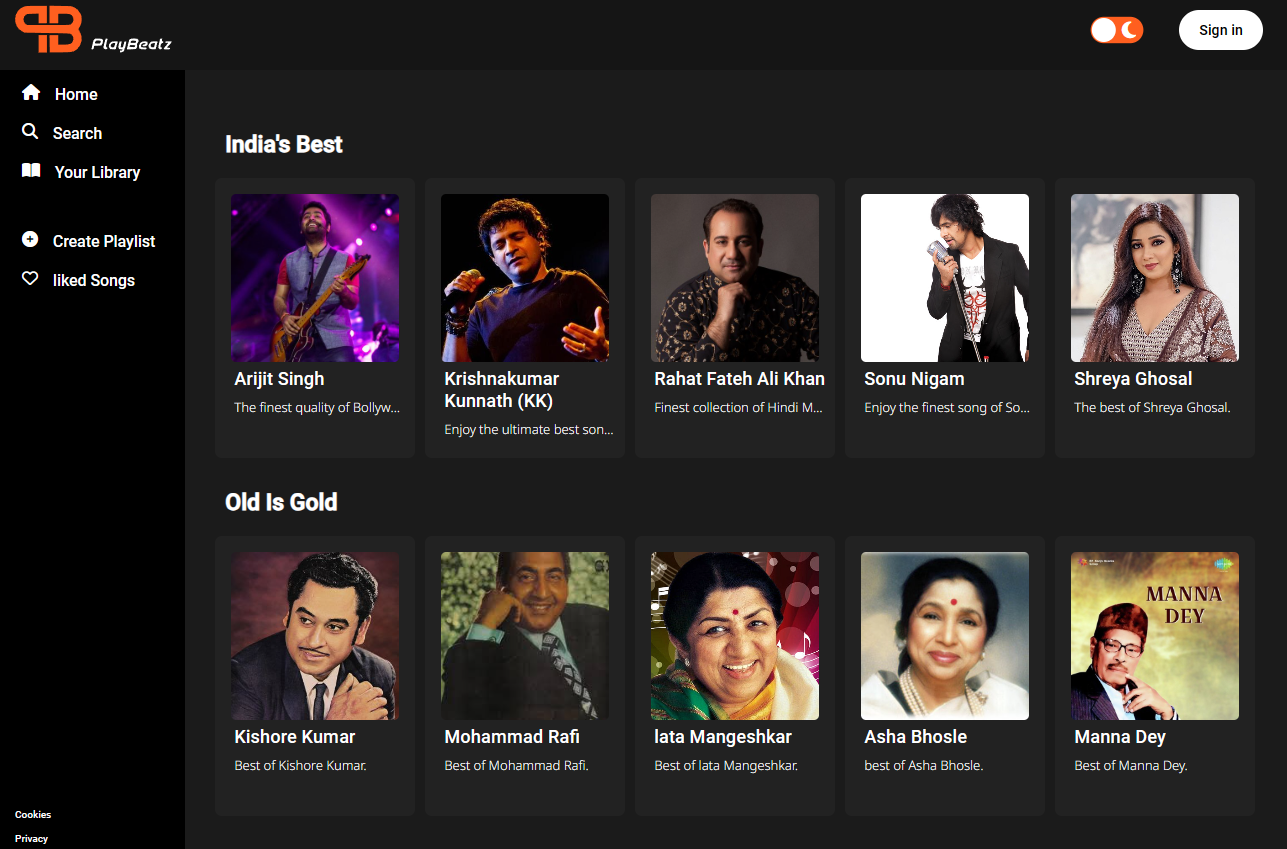 PB PlayBeatz
Sign in
Home
Search
Your Library
Create Playlist
liked Songs
India's Best
Arijit Singh
The finest quality of Bollyw...
Krishnakumar
Kunnath (KK)
Enjoy the ultimate best son...
Rahat Fateh Ali Khan
Finest collection of Hindi M...
Sonu Nigam
Enjoy the finest song of So...
Shreya Ghosal
The best of Shreya Ghosal.
Old Is Gold
Kishore Kumar
Best of Kishore Kumar.
Mohammad Rafi
Best of Mohammad Rafi.
lata Mangeshkar
Best of lata Mangeshkar.
Asha Bhosle
best of Asha Bhosle.
MANNA
DEY
Manna Dey
Best of Manna Dey.
Cookies
Privacy